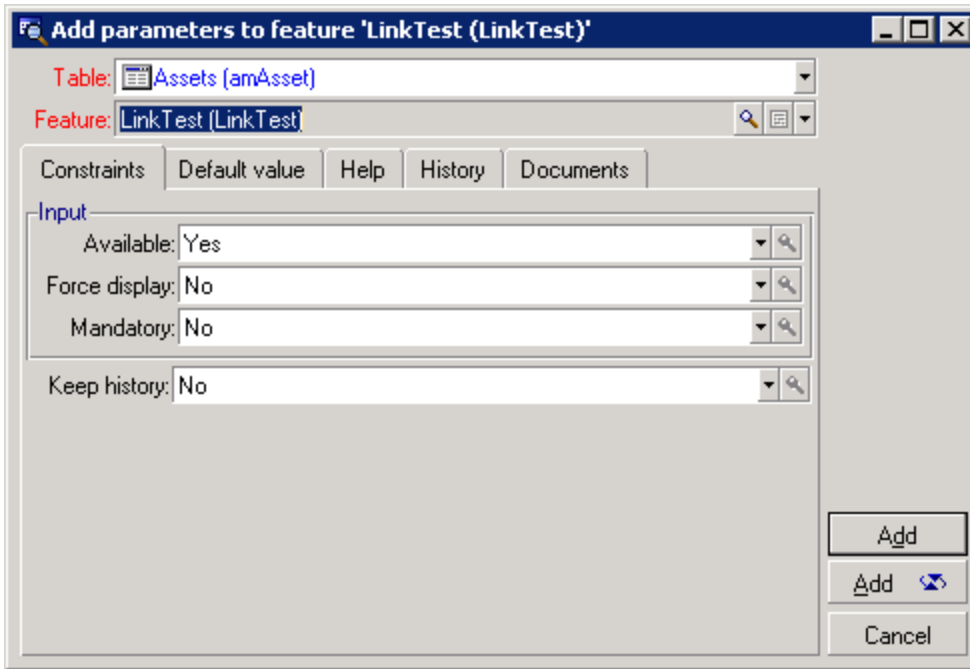 Add parameters to feature 'LinkTest (LinkTest)'
Table: Assets (amAsset)
Feature: LinkTest (LinkTest)
Constraints Default value Help History Documents
Input
Available: Yes
Force display: No
Mandatory: No
Keep history: No
Add
Add
Cancel